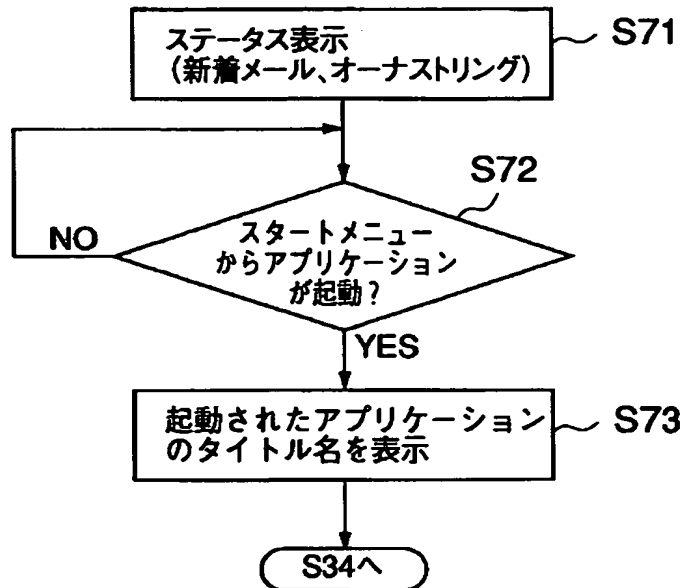 ステータス表示
(新着メール、オーナストリング)
S71
S72
スタートメニュー
からアプリケーション
が起動?
NO
YES
起動されたアプリケーション
のタイトル名を表示
S73
S34へ